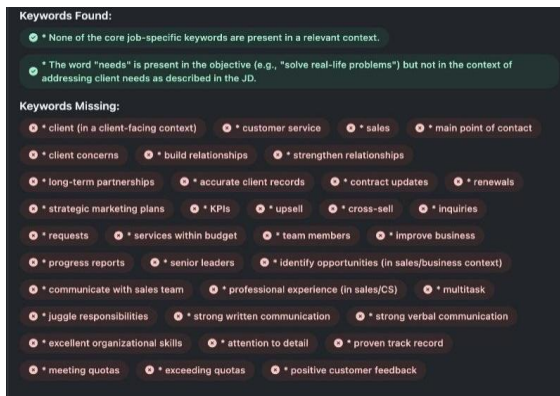 Keywords Found:
* None of the core job-specific keywords are present in a relevant context.
* The word "needs" is present in the objective (e.g., "solve real-life problems") but not in the context of
addressing client needs as described in the JD.
Keywords Missing:
* client (in a client-facing context) * customer service * sales * main point of contact
* client concerns * build relationships * strengthen relationships
* long-term partnerships * accurate client records * contract updates * renewals
* strategic marketing plans * KPIs * upsell * cross-sell * inquiries
* requests * services within budget * team members * improve business
* progress reports * senior leaders * identify opportunities (in sales/business context)
* communicate with sales team * professional experience (in sales/CS) * multitask
* juggle responsibilities * strong written communication * strong verbal communication
* excellent organizational skills * attention to detail * proven track record
* meeting quotas * exceeding quotas * positive customer feedback